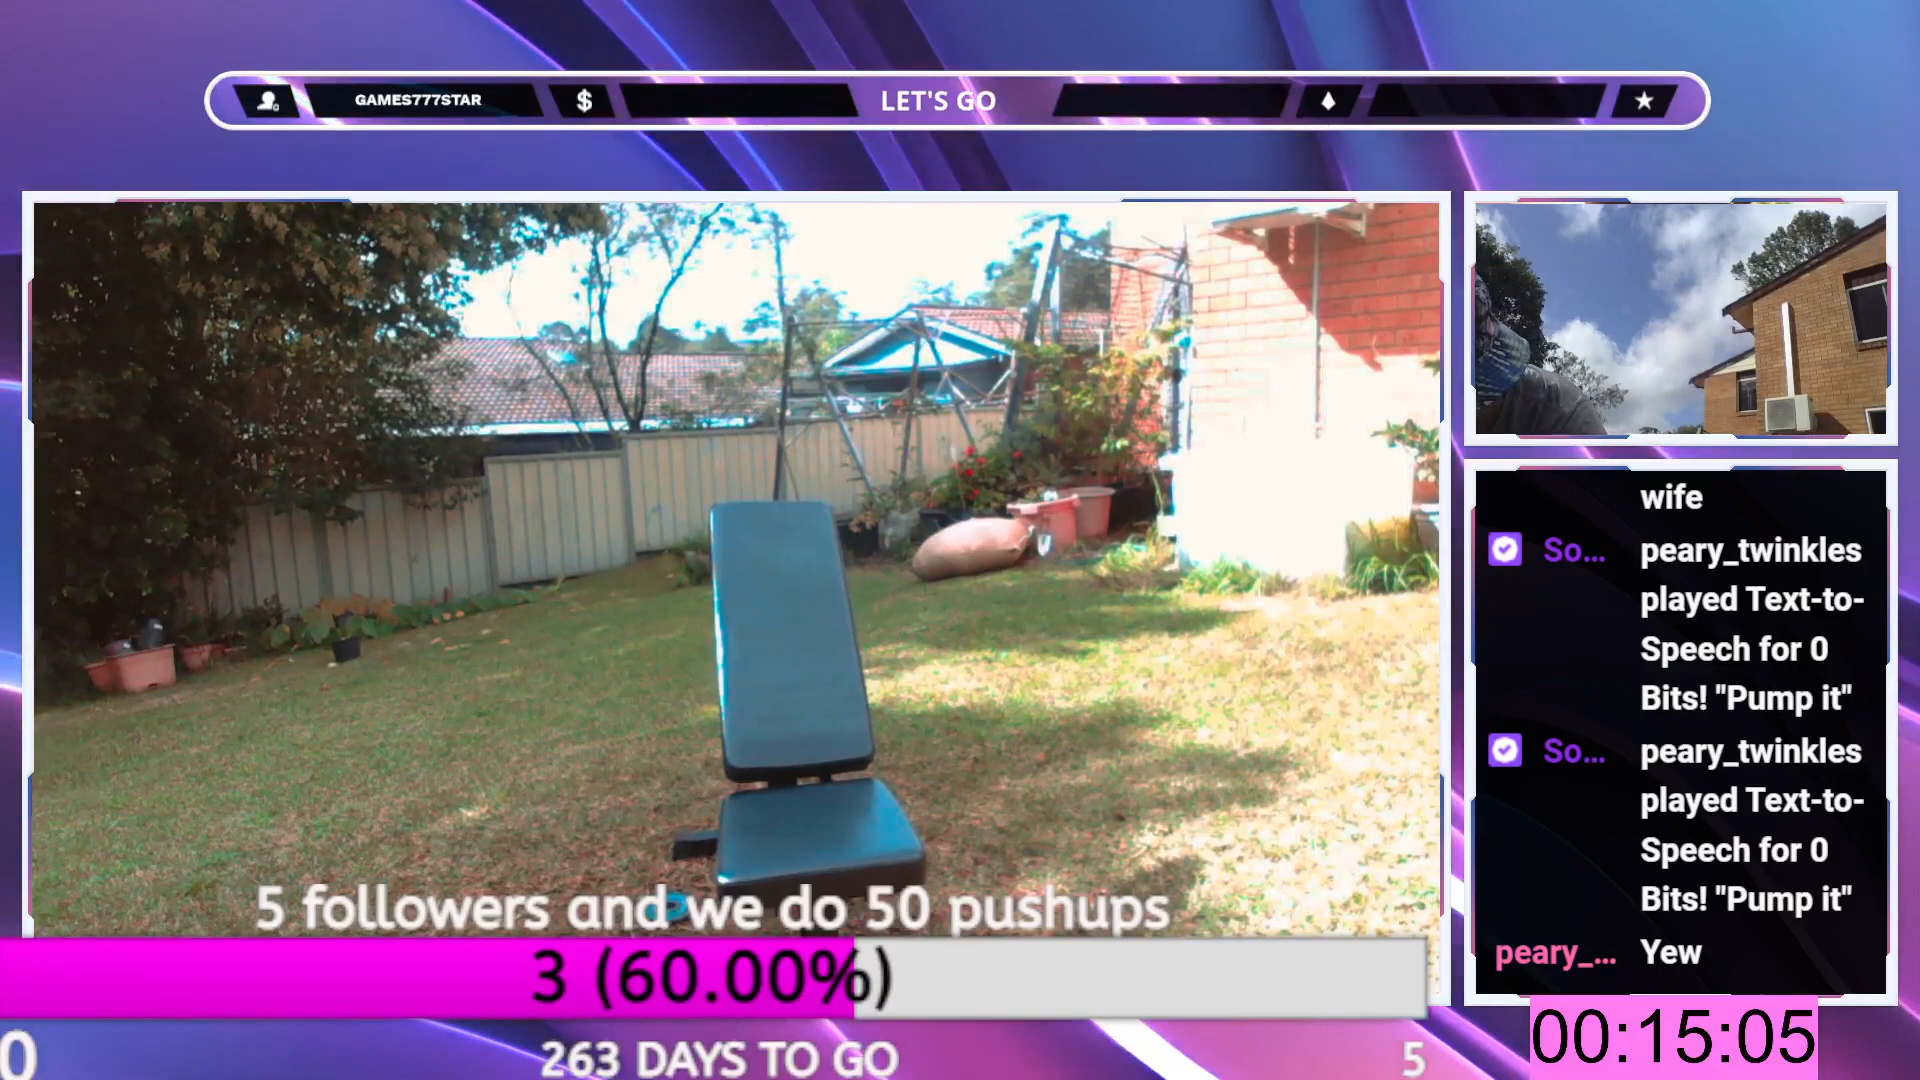 GAMES777STAR
$
LET'S GO
wife
So... peary_twinkles
played Text-to-
Speech for 0
Bits! "Pump it"
So... peary_twinkles
played Text-to-
Speech for 0
Bits! "Pump it"
peary_... Yew
5 followers and we do 50 pushups
3 (60.00%)
0
263 DAYS TO GO
5
00:15:05